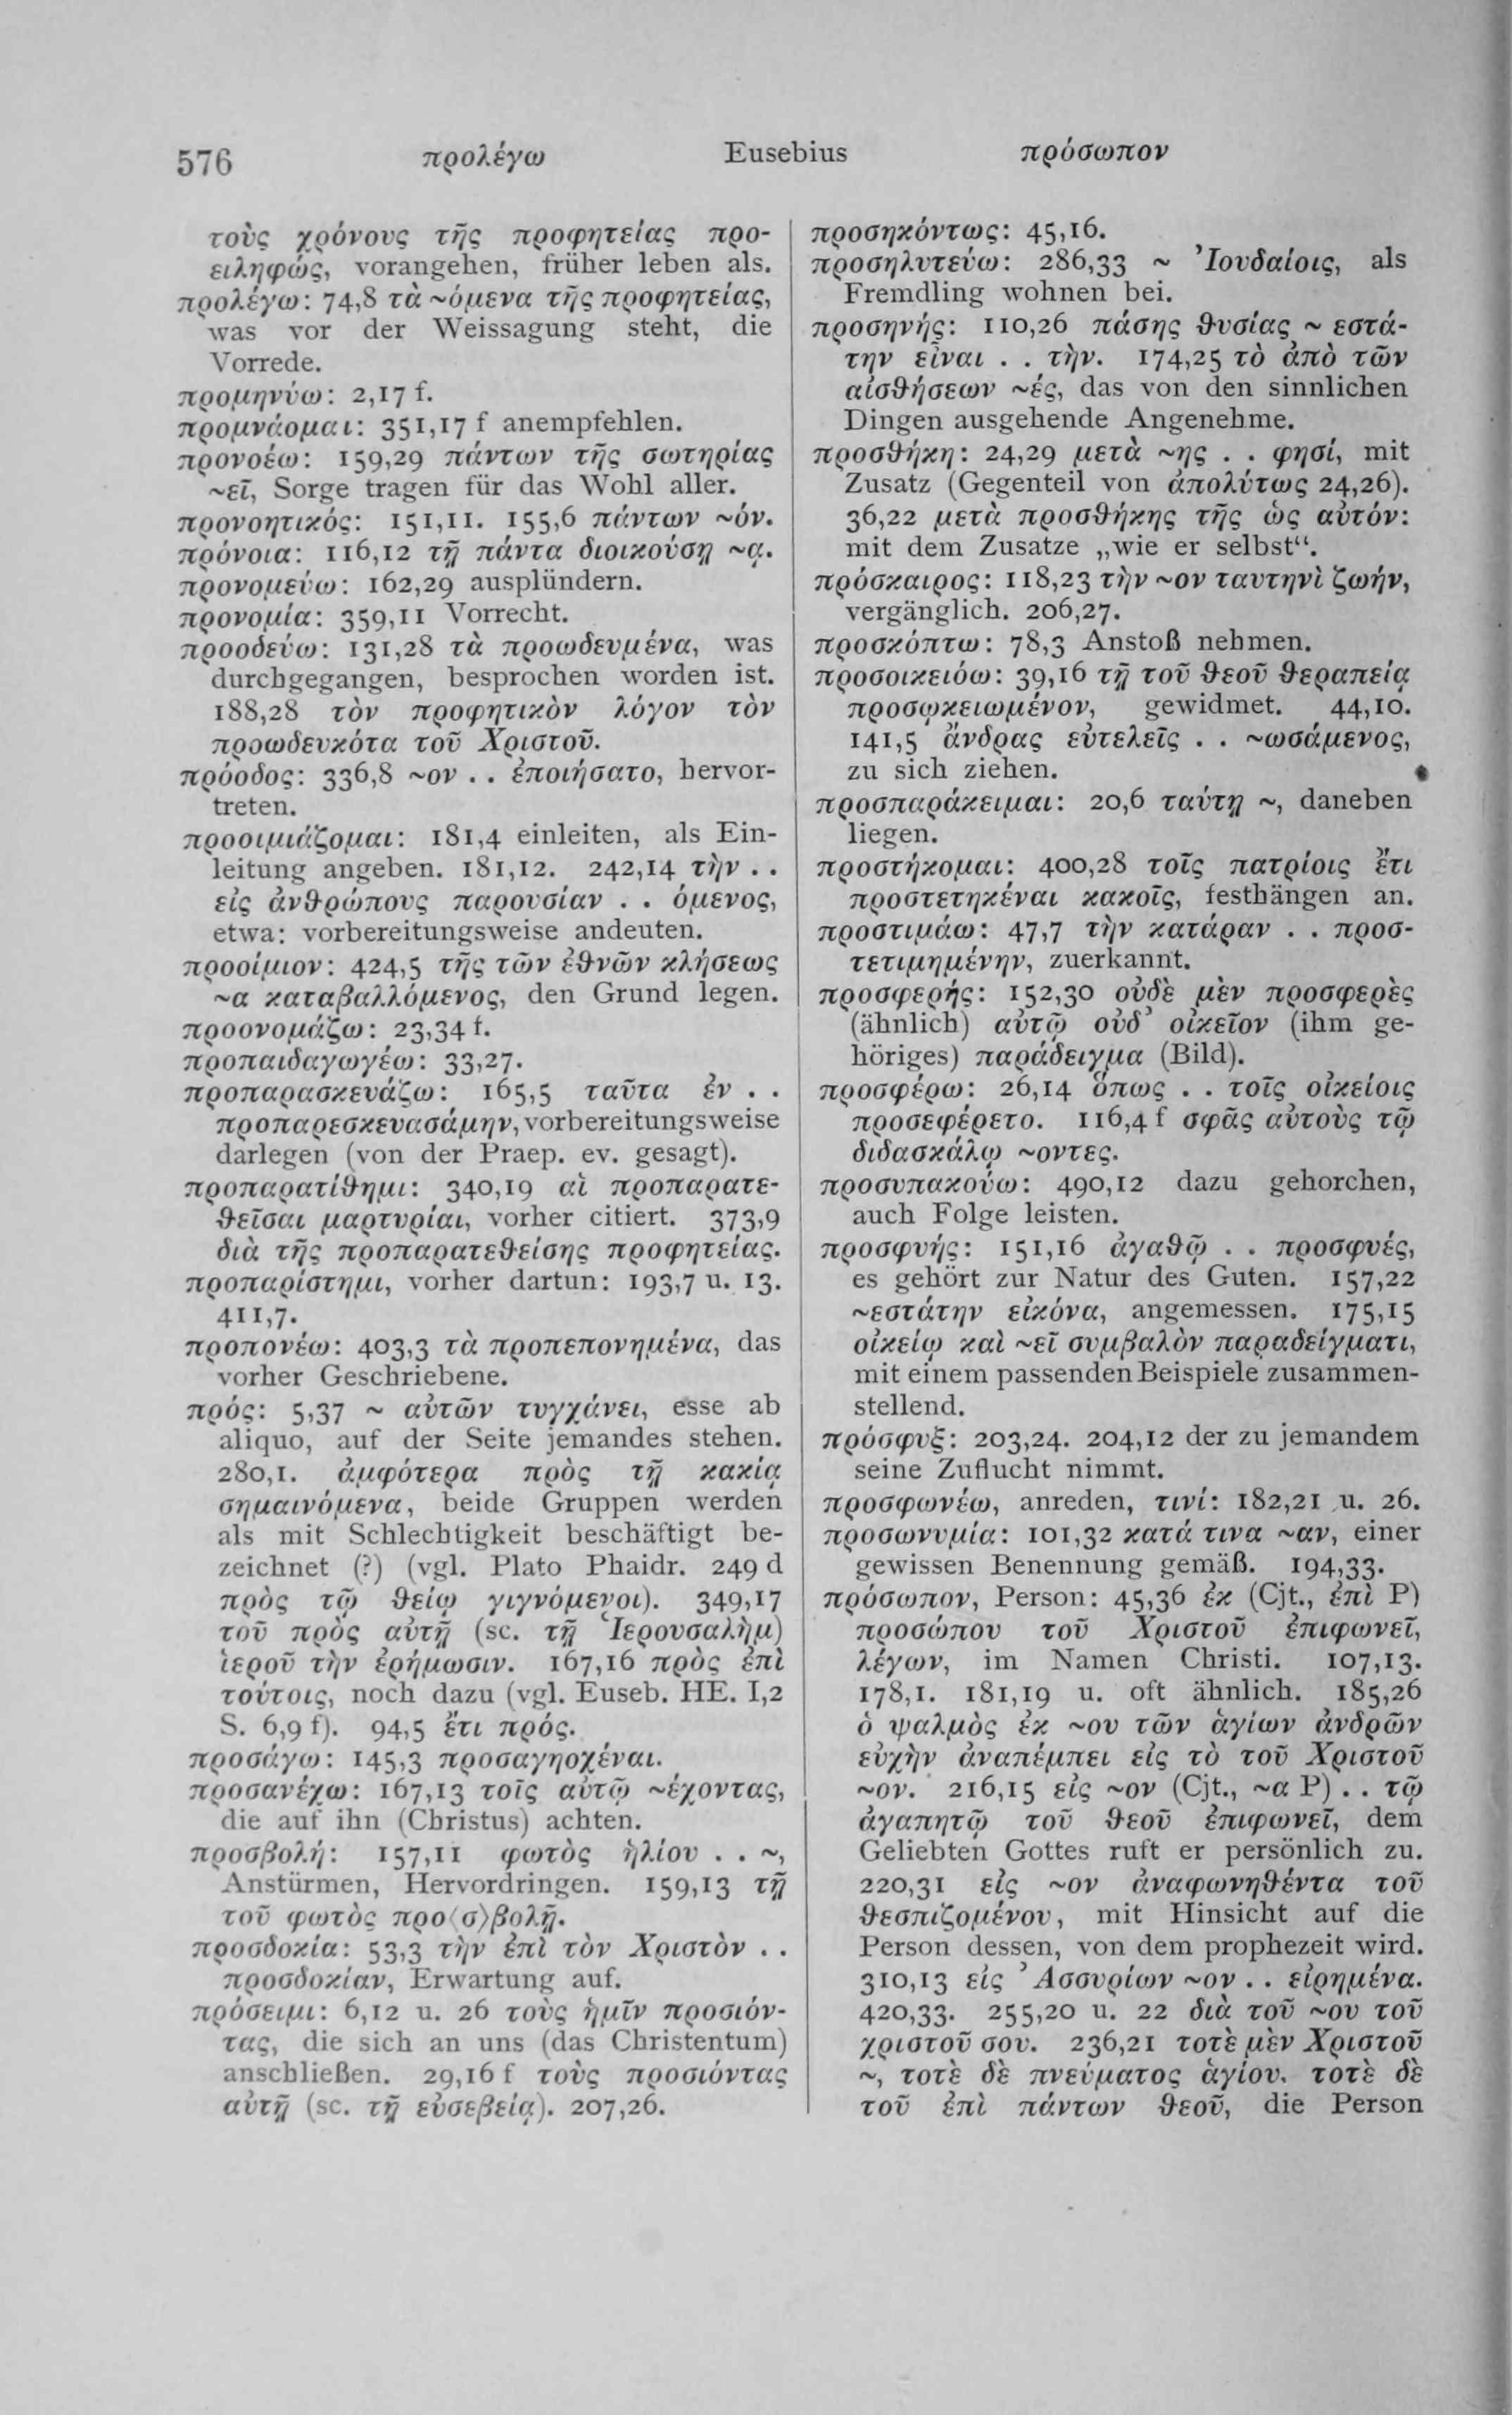 576 προλέγω Eusebius πρόσωπον
τοὺς χρόνους τῆς προφητείας προ-
ειληφώς, vorangehen, früher leben als.
προλέγω: 74,8 τὰ ~όμενα τῆς προφητείας,
was vor der Weissagung steht, die
Vorrede.
προμηνύω: 2,17 f.
προμνάομαι: 351,17 f anempfehlen.
προνοέω: 159,29 πάντων τῆς σωτηρίας
~εῖ, Sorge tragen für das Wohl aller.
προνοητικός: 151,11. 155,6 πάντων ~όν.
πρόνοια: 116,12 τῇ πάντα διοικούσῃ ~ᾳ.
προνομεύω: 162,29 ausplündern.
προνομία: 359,11 Vorrecht.
προοδεύω: 131,28 τὰ προωδευμένα, was
durchgegangen, besprochen worden ist.
188,28 τὸν προφητικὸν λόγον τὸν
προωδευκότα τοῦ Χριστοῦ.
πρόοδος: 336,8 ~ον . . ἐποιήσατο, hervor-
treten.
προοιμιάζομαι: 181,4 einleiten, als Ein-
leitung angeben. 181,12. 242,14 τὴν . .
εἰς ἀνθρώπους παρουσίαν . . όμενος,
etwa: vorbereitungsweise andeuten.
προοίμιον: 424,5 τῆς τῶν ἐθνῶν κλήσεως
~α καταβαλλόμενος, den Grund legen.
προονομάζω: 23,34 f.
προπαιδαγωγέω: 33,27.
προπαρασκευάζω: 165,5 ταῦτα ἐν . .
προπαρεσκευασάμην, vorbereitungsweise
darlegen (von der Praep. ev. gesagt).
προπαρατίθημι: 340,19 αἱ προπαρατε-
θεῖσαι μαρτυρίαι, vorher citiert. 373,9
διὰ τῆς προπαρατεθείσης προφητείας.
προπαρίστημι, vorher dartun: 193,7 u. 13.
411,7.
προπονέω: 403,3 τὰ προπεπονημένα, das
vorher Geschriebene.
πρός: 5,37 ~ αὐτῶν τυγχάνει, esse ab
aliquo, auf der Seite jemandes stehen.
280,1. ἀμφότερα πρὸς τῇ κακίᾳ
σημαινόμενα, beide Gruppen werden
als mit Schlechtigkeit beschäftigt be-
zeichnet (?) (vgl. Plato Phaidr. 249 d
πρὸς τῷ θείῳ γιγνόμενοι). 349,17
τοῦ πρὸς αὐτῇ (sc. τῇ Ἱερουσαλὴμ)
ἱεροῦ τὴν ἐρήμωσιν. 167,16 πρὸς ἐπὶ
τούτοις, noch dazu (vgl. Euseb. HE. I,2
S. 6,9 f). 94,5 ἔτι πρός.
προσάγω: 145,3 προσαγηοχέναι.
προσανέχω: 167,13 τοῖς αὐτῷ ~έχοντας,
die auf ihn (Christus) achten.
προσβολή: 157,11 φωτὸς ἡλίου . . ~,
Anstürmen, Hervordringen. 159,13 τῇ
τοῦ φωτὸς προ⟨σ⟩βολῇ.
προσδοκία: 53,3 τὴν ἐπὶ τὸν Χριστὸν . .
προσδοκίαν, Erwartung auf.
πρόσειμι: 6,12 u. 26 τοὺς ἡμῖν προσιόν-
τας, die sich an uns (das Christentum)
anschließen. 29,16 f τοὺς προσιόντας
αὐτῇ (sc. τῇ εὐσεβείᾳ). 207,26.
προσηκόντως: 45,16.
προσηλυτεύω: 286,33 ~ Ἰουδαίοις, als
Fremdling wohnen bei.
προσηνής: 110,26 πάσης θυσίας ~ εστά-
την εἶναι . . τὴν. 174,25 τὸ ἀπὸ τῶν
αἰσθήσεων ~ές, das von den sinnlichen
Dingen ausgehende Angenehme.
προσθήκη: 24,29 μετὰ ~ης . . φησί, mit
Zusatz (Gegenteil von ἀπολύτως 24,26).
36,22 μετὰ προσθήκης τῆς ὡς αὐτόν:
mit dem Zusatze „wie er selbst“.
πρόσκαιρος: 118,23 τὴν ~ον ταυτηνὶ ζωήν,
vergänglich. 206,27.
προσκόπτω: 78,3 Anstoß nehmen.
προσοικειόω: 39,16 τῇ τοῦ θεοῦ θεραπείᾳ
προσῳκειωμένον, gewidmet. 44,10.
141,5 ἄνδρας εὐτελεῖς . . ~ωσάμενος,
zu sich ziehen.
προσπαράκειμαι: 20,6 ταύτῃ ~, daneben
liegen.
προστήκομαι: 400,28 τοῖς πατρίοις ἔτι
προστετηκέναι κακοῖς, festhängen an.
προστιμάω: 47,7 τὴν κατάραν . . προσ-
τετιμημένην, zuerkannt.
προσφερής: 152,30 οὐδὲ μὲν προσφερὲς
(ähnlich) αὐτῷ οὐδ᾽ οἰκεῖον (ihm ge-
höriges) παράδειγμα (Bild).
προσφέρω: 26,14 ὅπως . . τοῖς οἰκείοις
προσεφέρετο. 116,4 f σφᾶς αὐτοὺς τῷ
διδασκάλῳ ~οντες.
προσυπακούω: 490,12 dazu gehorchen,
auch Folge leisten.
προσφυής: 151,16 ἀγαθῷ . . προσφυές,
es gehört zur Natur des Guten. 157,22
~εστάτην εἰκόνα, angemessen. 175,15
οἰκείῳ καὶ ~εῖ συμβαλὸν παραδείγματι,
mit einem passenden Beispiele zusammen-
stellend.
πρόσφυξ: 203,24. 204,12 der zu jemandem
seine Zuflucht nimmt.
προσφωνέω, anreden, τινί: 182,21 u. 26.
προσωνυμία: 101,32 κατά τινα ~αν, einer
gewissen Benennung gemäß. 194,33.
πρόσωπον, Person: 45,36 ἐκ (Cjt., ἐπὶ P)
προσώπου τοῦ Χριστοῦ ἐπιφωνεῖ,
λέγων, im Namen Christi. 107,13.
178,1. 181,19 u. oft ähnlich. 185,26
ὁ ψαλμὸς ἐκ ~ου τῶν ἁγίων ἀνδρῶν
εὐχὴν ἀναπέμπει εἰς τὸ τοῦ Χριστοῦ
~ον. 216,15 εἰς ~ον (Cjt., ~α P) . . τῷ
ἀγαπητῷ τοῦ θεοῦ ἐπιφωνεῖ, dem
Geliebten Gottes ruft er persönlich zu.
220,31 εἰς ~ον ἀναφωνηθέντα τοῦ
θεσπιζομένου, mit Hinsicht auf die
Person dessen, von dem prophezeit wird.
310,13 εἰς Ἀσσυρίων ~ον . . εἰρημένα.
420,33. 255,20 u. 22 διὰ τοῦ ~ου τοῦ
χριστοῦ σου. 236,21 τοτὲ μὲν Χριστοῦ
~, τοτὲ δὲ πνεύματος ἁγίου, τοτὲ δὲ
τοῦ ἐπὶ πάντων θεοῦ, die Person